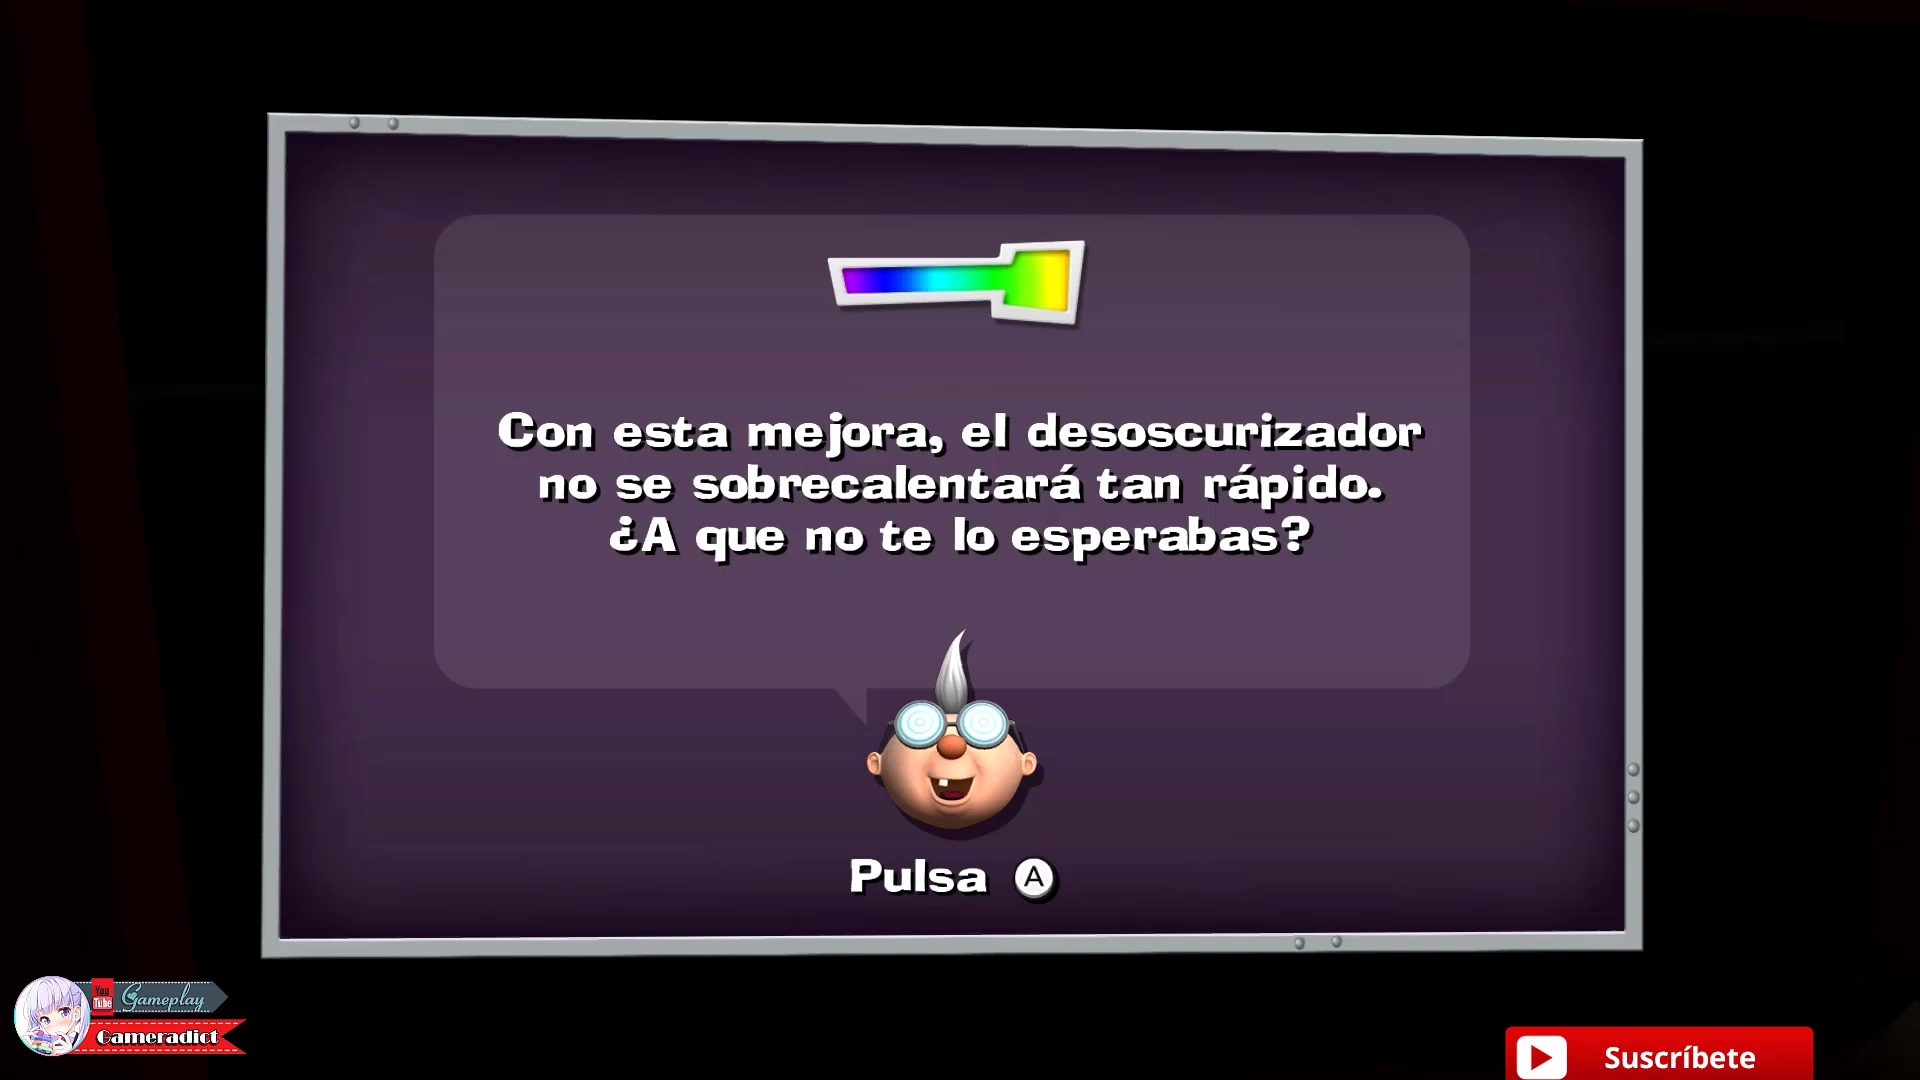 Con esta mejora, el desoscurizador
no se sobrecalentará tan rápido.
¿A que no te lo esperabas?
Pulsa A
You
Tube
Gameplay
Gameradict
Suscríbete